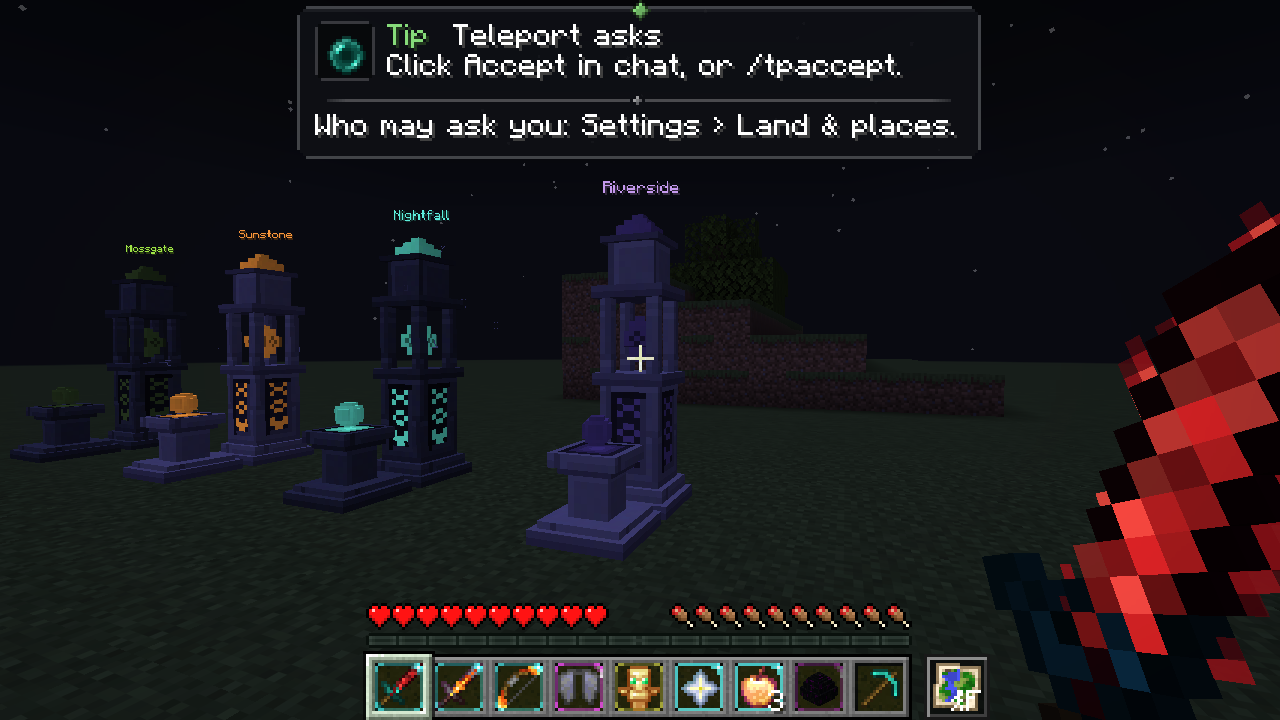 Tip Teleport asks
Click Accept in chat, or /tpaccept.
Who may ask you: Settings > Land & places.
Riverside
Nightfall
Sunstone
Mossgate
3